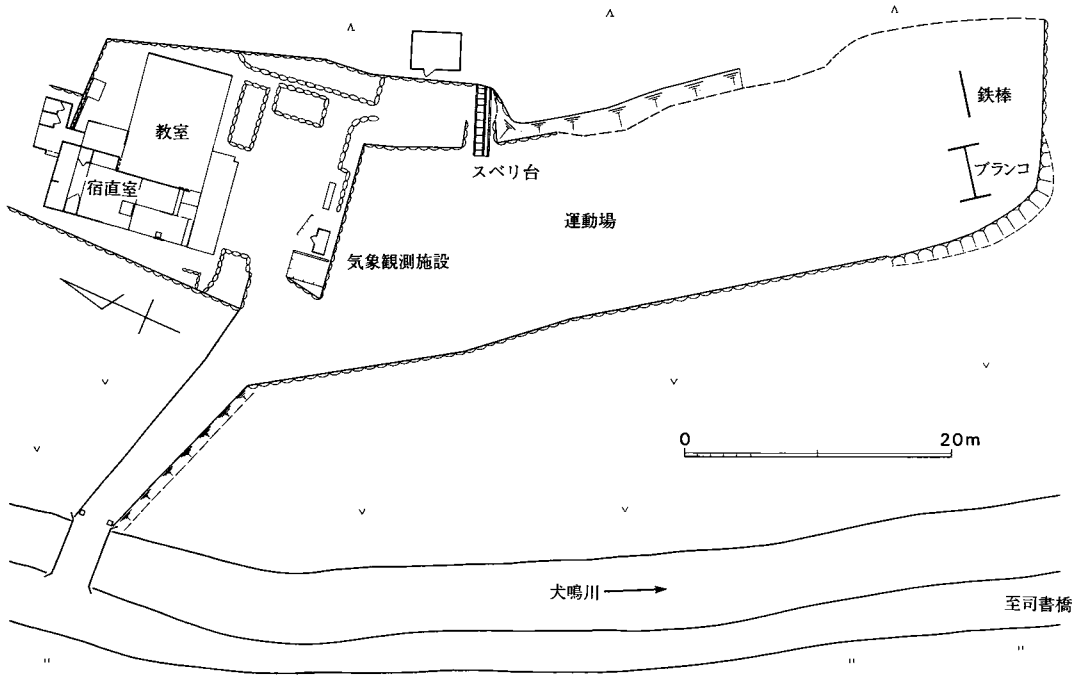 教室
宿直室
スベリ台
気象観測施設
運動場
鉄棒
ブランコ
0 20m
犬鳴川
至司書橋